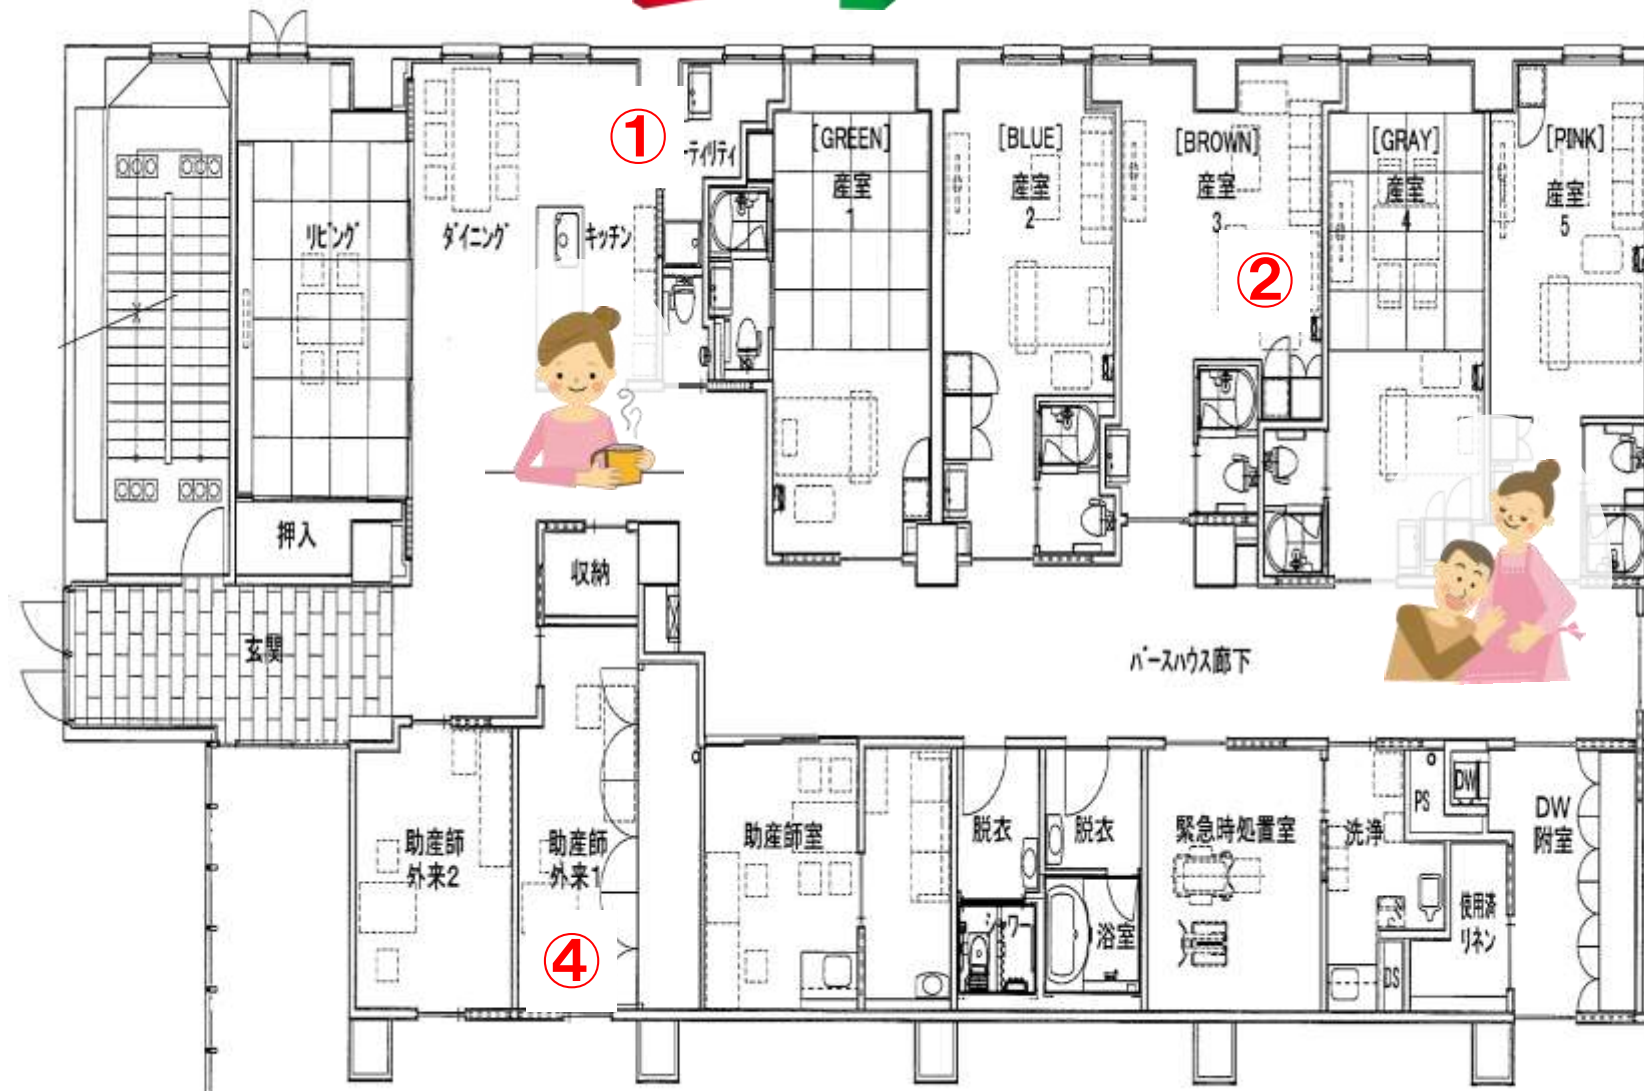 ①
ーティリティ
[GREEN]
産室
1
[BLUE]
産室
2
[BROWN]
産室
3
[GRAY]
産室
4
[PINK]
産室
5
リビング
ダイニング
キッチン
②
押入
収納
玄関
バースハウス廊下
助産師
外来2
助産師
外来1
助産師室
脱衣
脱衣
緊急時処置室
洗浄
PS
DW
DW
附室
使用済
リネン
浴室
④
DS